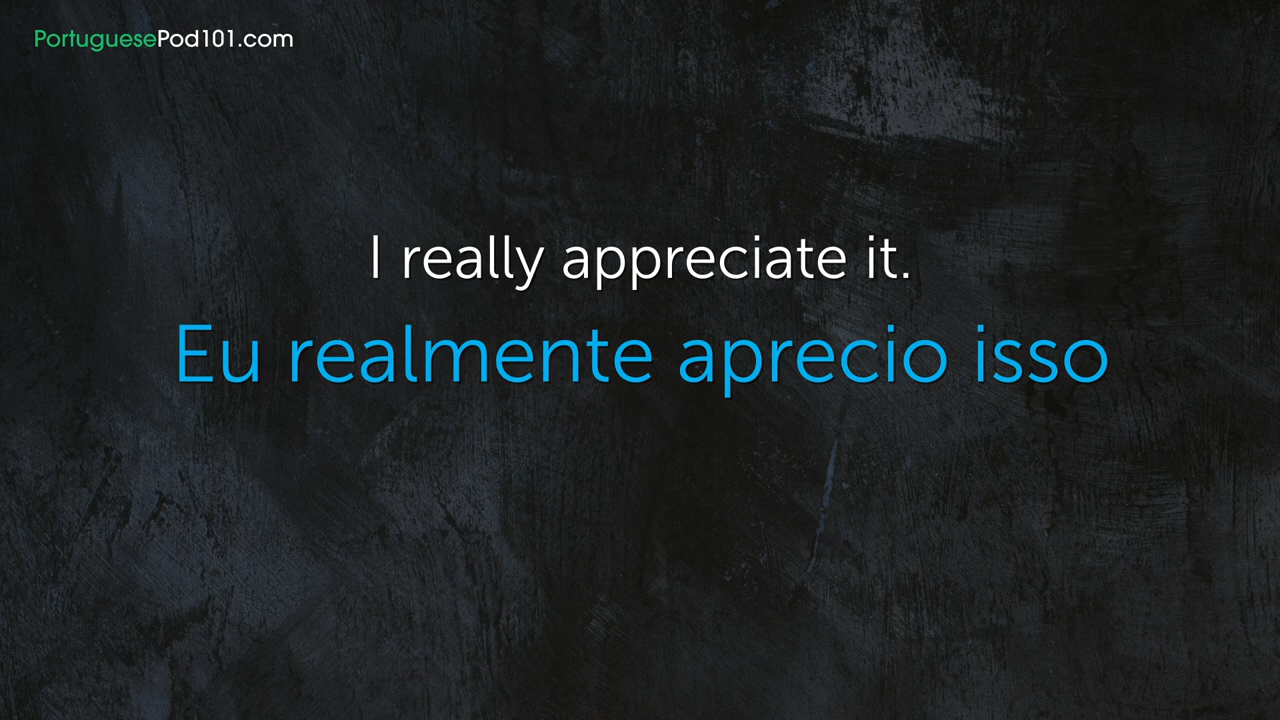 PortuguesePod101.com
I really appreciate it.
Eu realmente aprecio isso